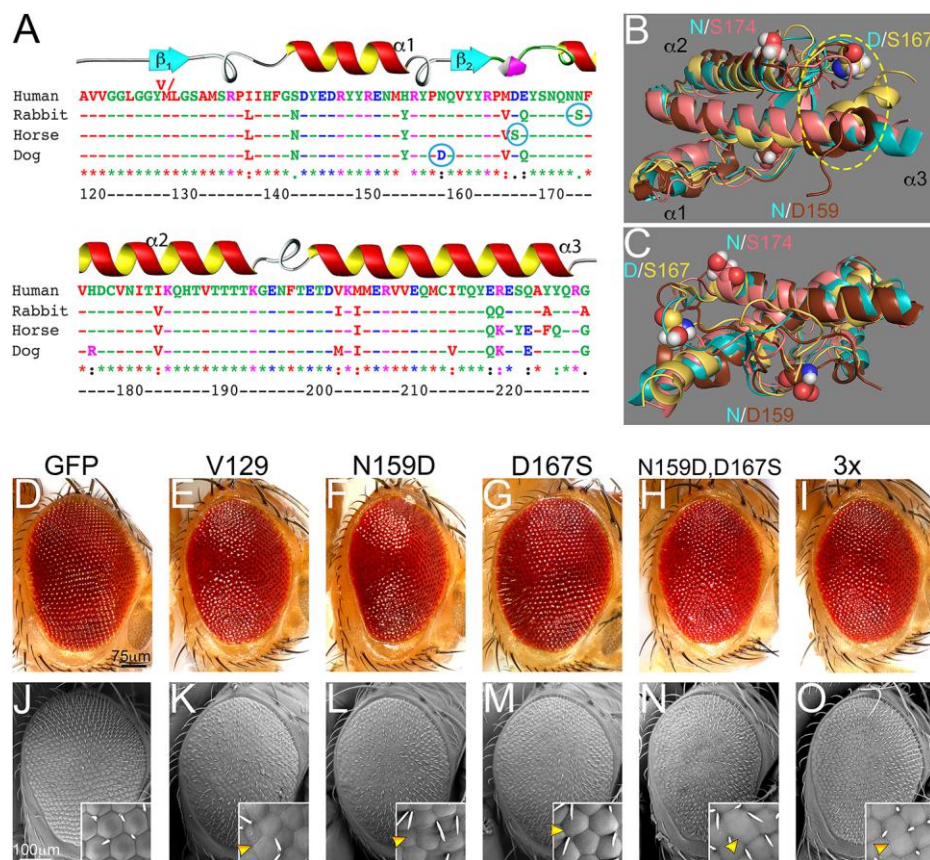 A
β1
α1
β2
V/
Human AVVGGLGGYMLGSAMSRPIIHFGSDYEDRYYRENMHRYPNQVYYRPMDEYSNQNNF
Rabbit ------------------L----N-----------Y----------V-Q-----S-
Horse ----------------------------------------------VS--------
Dog ------------------L----N-----------Y---D------V-Q-------
******************:********************:*******.:*****.*
120-------130-------140-------150-------160-------170-----
α2
α3
Human VHDCVNITIKQHTVTTTTKGENFTETDVKMMERVVEQMCITQYERESQAYYQRG
Rabbit --------V------------------I-I-------------QQ----A---A
Horse --------V--------------------I-------------QK-YE-FQ--G
Dog -R------V------------------M-I---------V---QK--E-----G
----180-------190-------200-------210-------220-------
B
N/S174
D/S167
α2
α3
α1
N/D159
C
N/S174
D/S167
N/D159
GFP
V129
N159D
D167S
N159D,D167S
3x
D
E
F
G
H
I
75μm
J
K
L
M
N
O
100μm